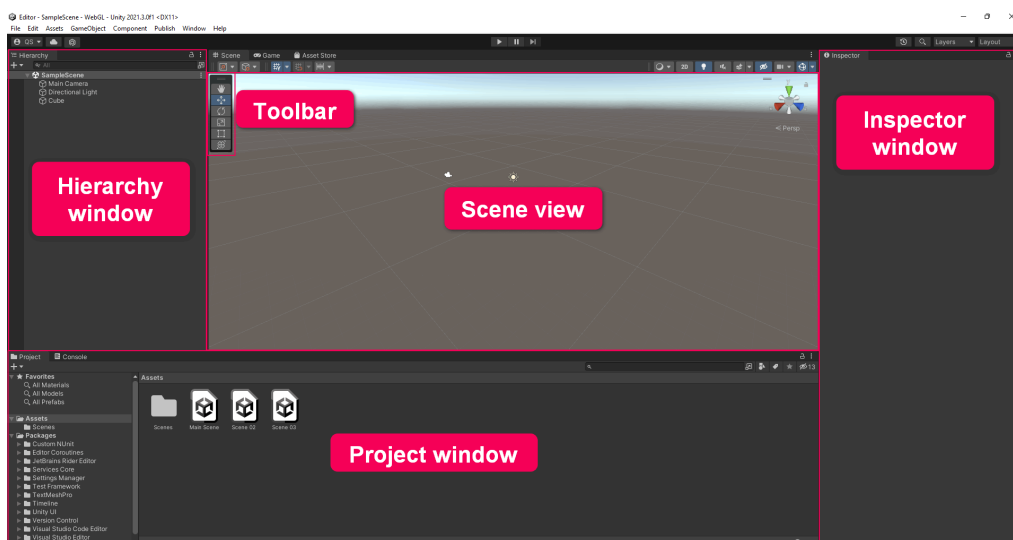 Editor - SampleScene - WebGL - Unity 2021.3.0f1 <DX11>
File Edit Assets GameObject Component Publish Window Help
QS
Layers Layout
Hierarchy
All
SampleScene
Main Camera
Directional Light
Cube
Hierarchy
window
Scene Game Asset Store
2D
Toolbar
Persp
Scene view
Inspector
Inspector
window
Project Console
13
Favorites
All Materials
All Models
All Prefabs
Assets
Scenes
Packages
Custom NUnit
Editor Coroutines
JetBrains Rider Editor
Services Core
Settings Manager
Test Framework
TextMeshPro
Timeline
Unity UI
Version Control
Visual Studio Code Editor
Visual Studio Editor
Assets
Scenes Main Scene Scene 02 Scene 03
Project window